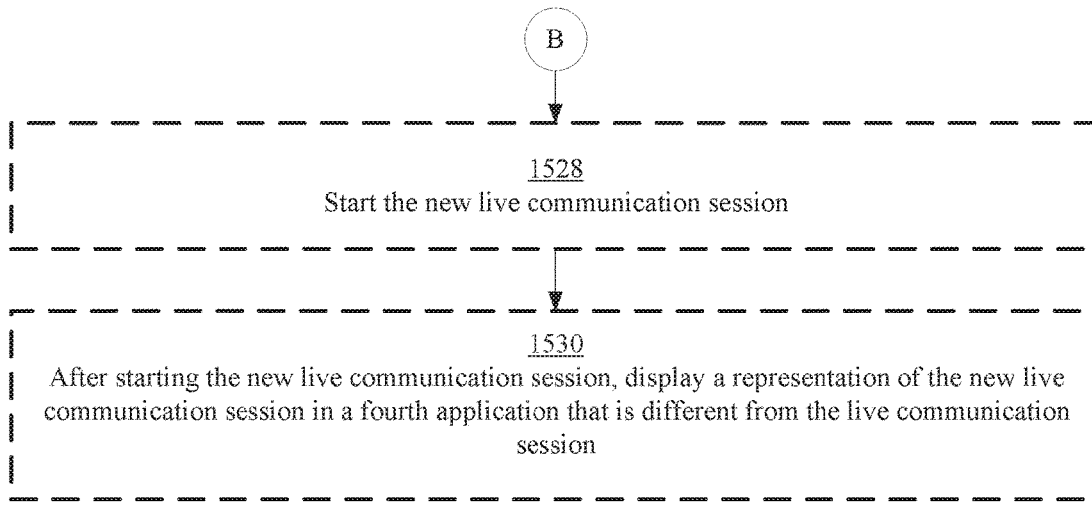 B
1528
Start the new live communication session
1530
After starting the new live communication session, display a representation of the new live
communication session in a fourth application that is different from the live communication
session